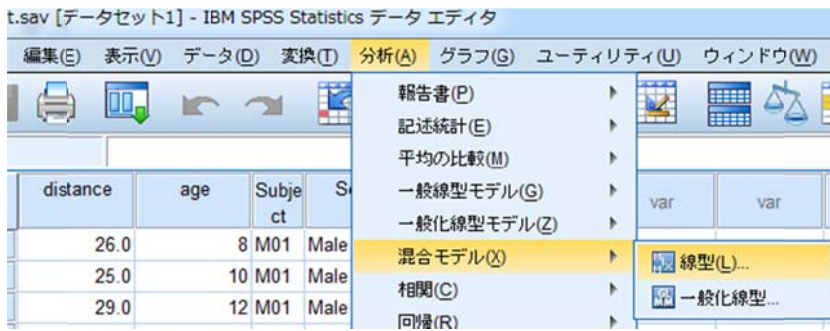 t.sav [データセット1] - IBM SPSS Statistics データ エディタ
編集(E) 表示(V) データ(D) 変換(T) 分析(A) グラフ(G) ユーティリティ(U) ウィンドウ(W)
報告書(P)
記述統計(E)
平均の比較(M)
一般線型モデル(G)
一般化線型モデル(Z)
混合モデル(X)
相関(C)
回帰(R)
線型(L)...
一般化線型...
distance age Subject S var var
26.0 8 M01 Male
25.0 10 M01 Male
29.0 12 M01 Male